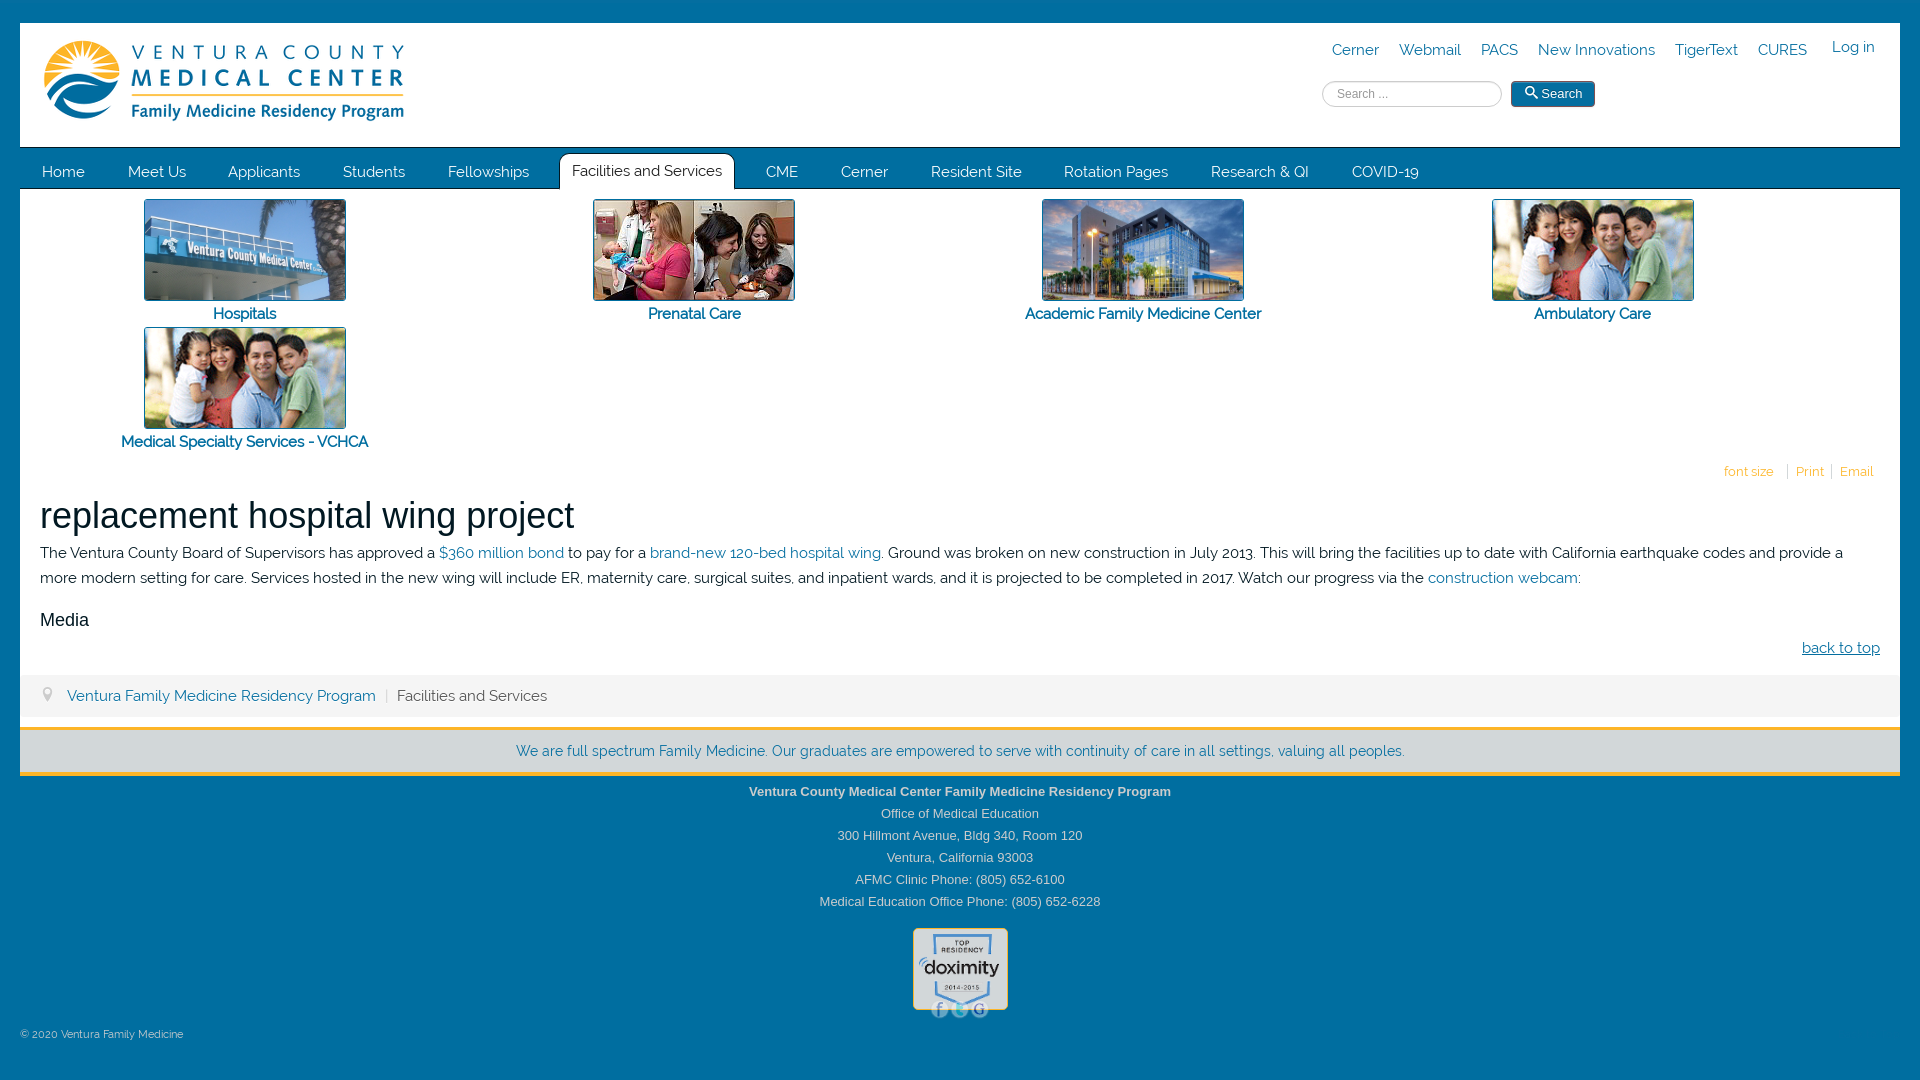 VENTURA COUNTY
MEDICAL CENTER
Family Medicine Residency Program
Cerner Webmail PACS New Innovations TigerText CURES Log in
Search ... Search
Home Meet Us Applicants Students Fellowships Facilities and Services CME Cerner Resident Site Rotation Pages Research & QI COVID-19
Ventura County Medical Center
Hospitals Prenatal Care Academic Family Medicine Center Ambulatory Care
Medical Specialty Services - VCHCA
font size Print Email
replacement hospital wing project
The Ventura County Board of Supervisors has approved a $360 million bond to pay for a brand-new 120-bed hospital wing. Ground was broken on new construction in July 2013. This will bring the facilities up to date with California earthquake codes and provide a
more modern setting for care. Services hosted in the new wing will include ER, maternity care, surgical suites, and inpatient wards, and it is projected to be completed in 2017. Watch our progress via the construction webcam:
Media
back to top
Ventura Family Medicine Residency Program | Facilities and Services
We are full spectrum Family Medicine. Our graduates are empowered to serve with continuity of care in all settings, valuing all peoples.
Ventura County Medical Center Family Medicine Residency Program
Office of Medical Education
300 Hillmont Avenue, Bldg 340, Room 120
Ventura, California 93003
AFMC Clinic Phone: (805) 652-6100
Medical Education Office Phone: (805) 652-6228
TOP
RESIDENCY
doximity
2014-2015
f t G
© 2020 Ventura Family Medicine